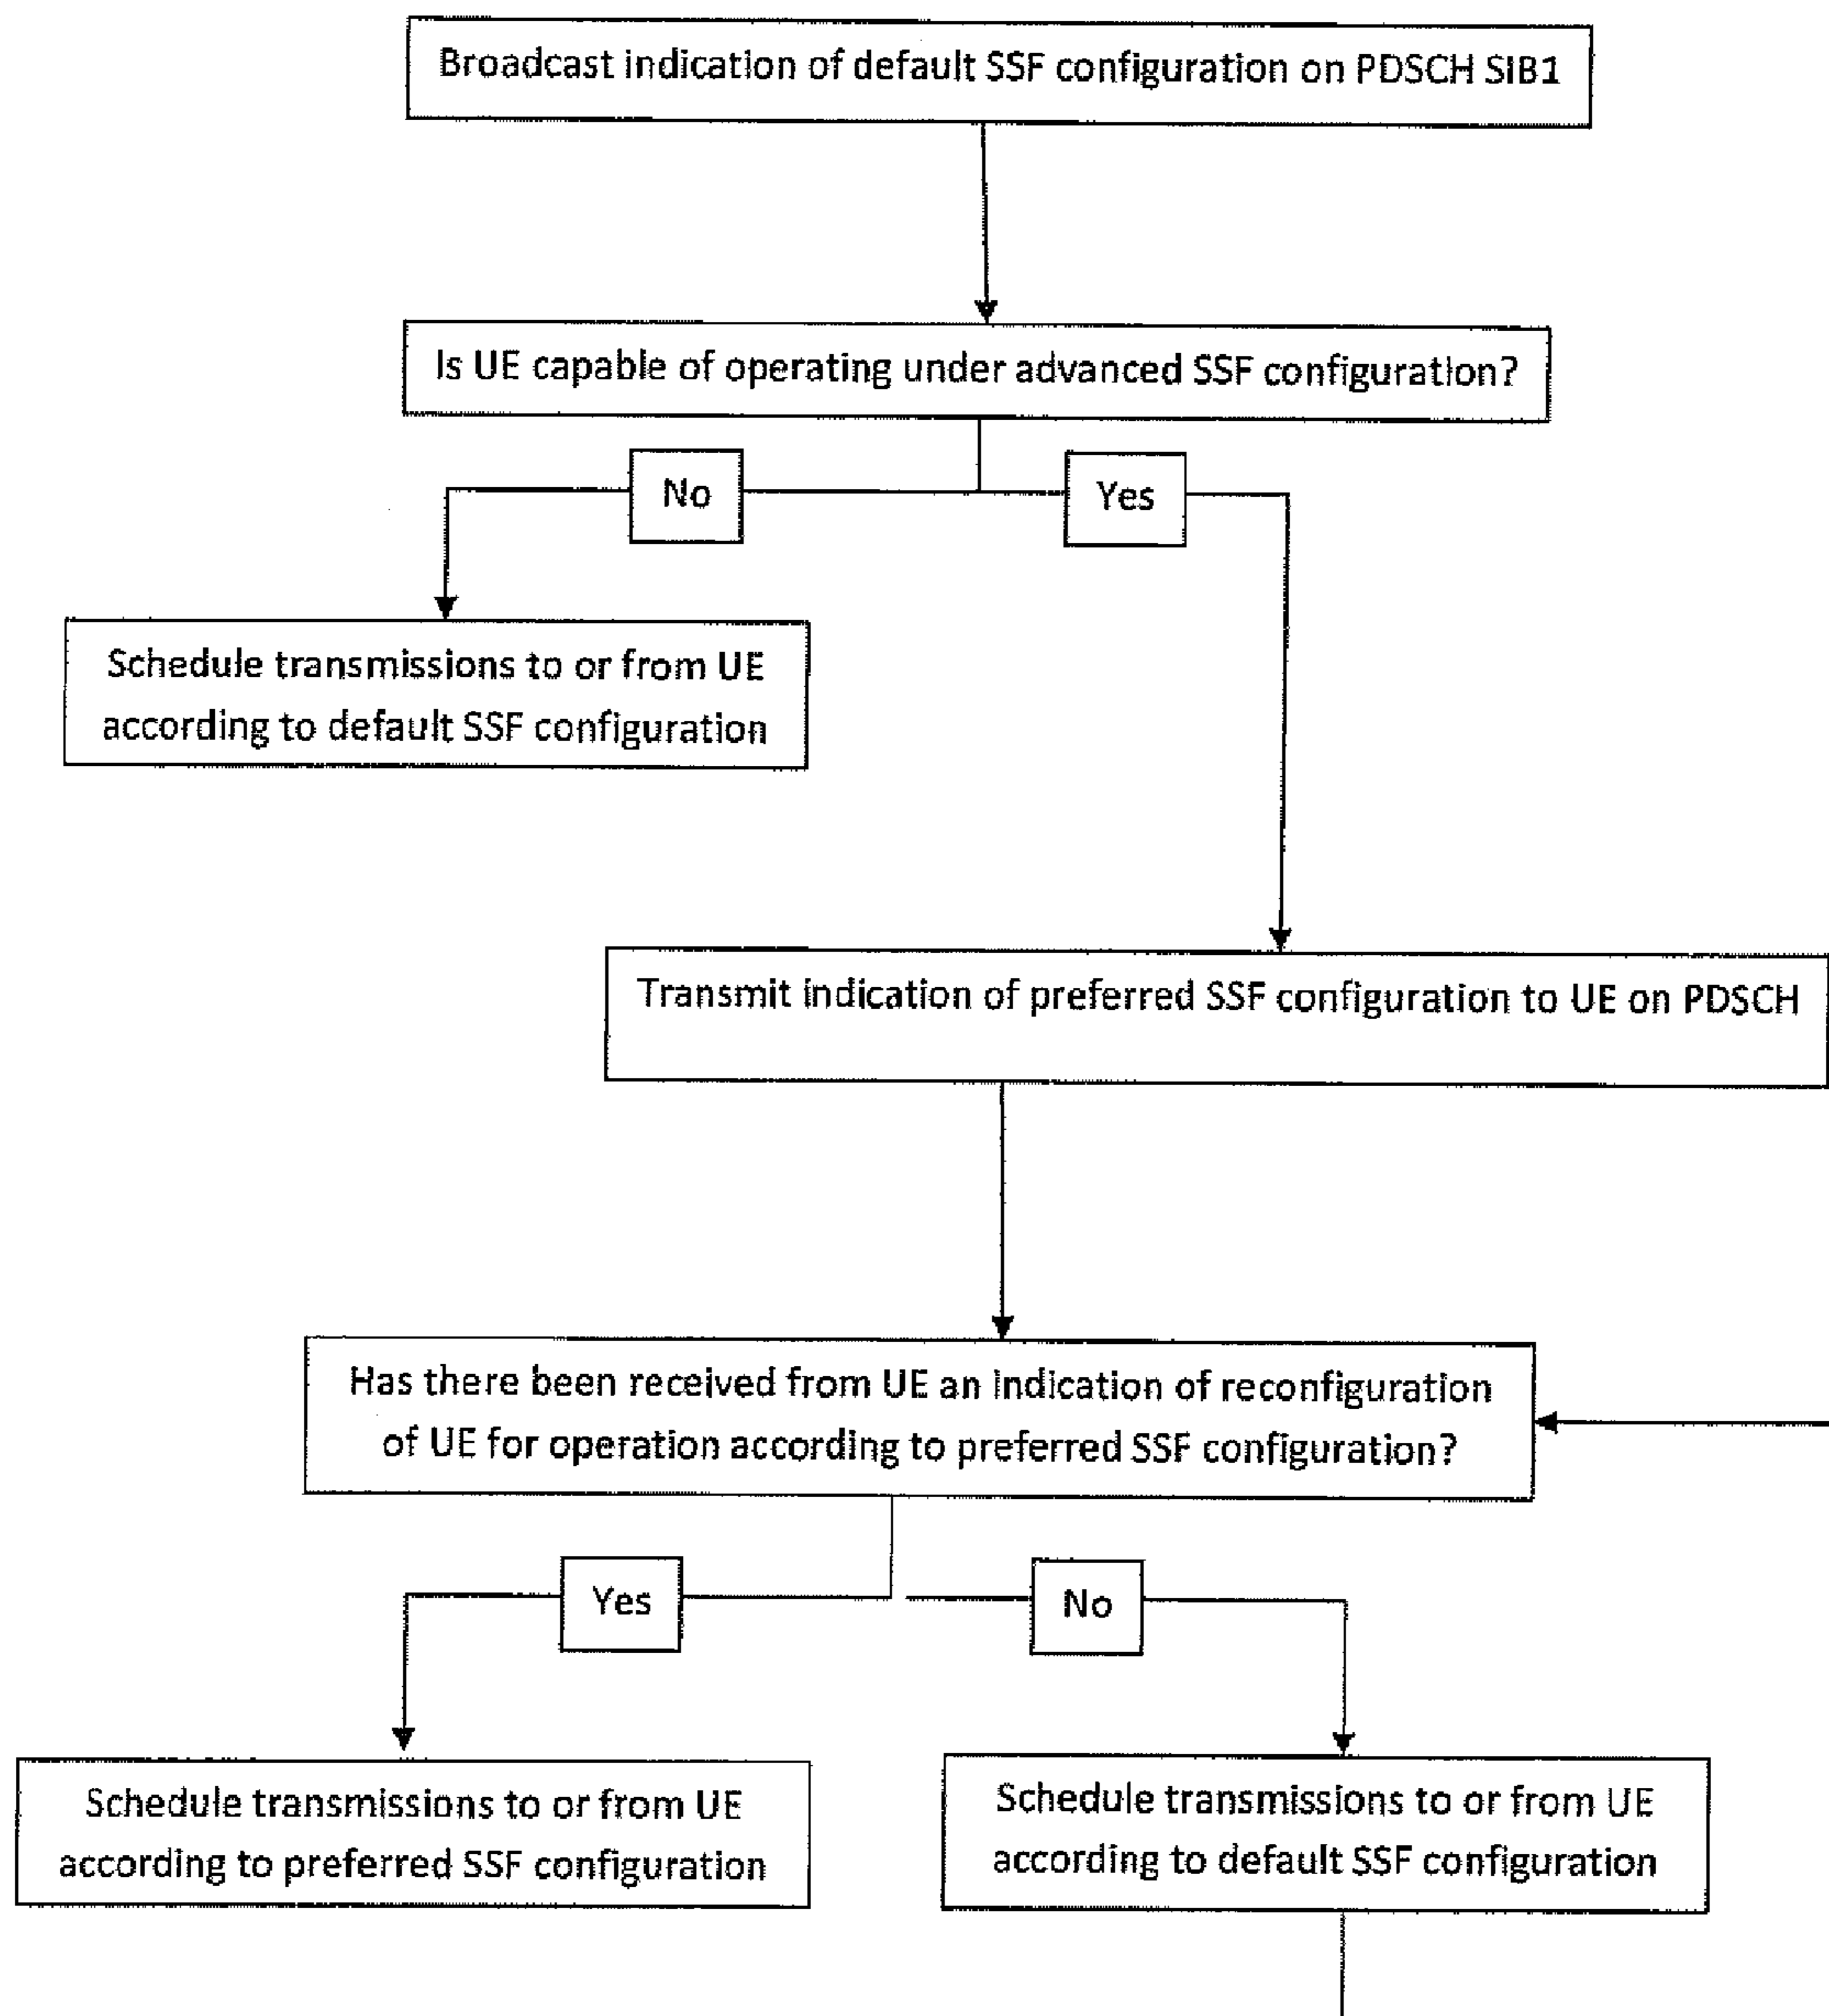 Broadcast indication of default SSF configuration on PDSCH SIB1
Is UE capable of operating under advanced SSF configuration?
No
Yes
Schedule transmissions to or from UE
according to default SSF configuration
Transmit indication of preferred SSF configuration to UE on PDSCH
Has there been received from UE an indication of reconfiguration
of UE for operation according to preferred SSF configuration?
Yes
No
Schedule transmissions to or from UE
according to preferred SSF configuration
Schedule transmissions to or from UE
according to default SSF configuration